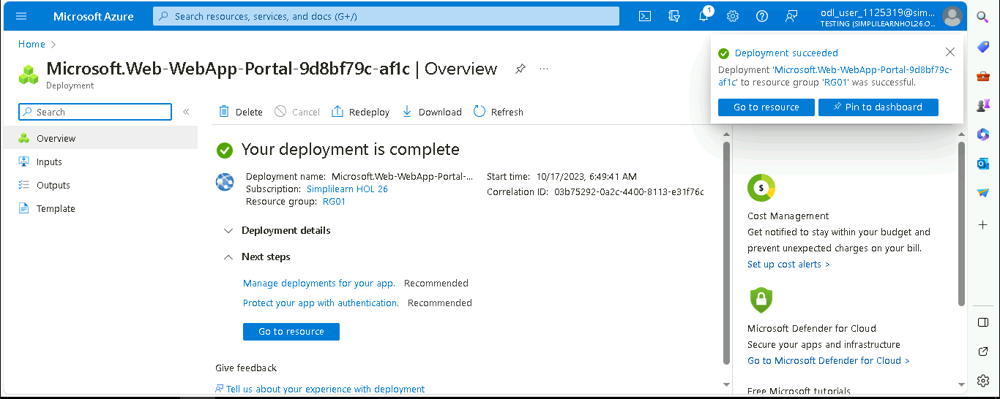 Microsoft Azure
Search resources, services, and docs (G+/)
1
odl_user_1125319@sim...
TESTING (SIMPLILEARNHOL26.O...
Home >
Microsoft.Web-WebApp-Portal-9d8bf79c-af1c | Overview
Deployment
Deployment succeeded
Deployment 'Microsoft.Web-WebApp-Portal-9d8bf79c-
af1c' to resource group 'RG01' was successful.
Go to resource
Pin to dashboard
Search
Delete
Cancel
Redeploy
Download
Refresh
Overview
Inputs
Outputs
Template
Your deployment is complete
Deployment name: Microsoft.Web-WebApp-Portal-...
Subscription: Simplilearn HOL 26
Resource group: RG01
Start time: 10/17/2023, 6:49:41 AM
Correlation ID: 03b75292-0a2c-4400-8113-e31f76c
Deployment details
Next steps
Manage deployments for your app. Recommended
Protect your app with authentication. Recommended
Go to resource
Give feedback
Tell us about your experience with deployment
Cost Management
Get notified to stay within your budget and
prevent unexpected charges on your bill.
Set up cost alerts >
Microsoft Defender for Cloud
Secure your apps and infrastructure
Go to Microsoft Defender for Cloud >
Free Microsoft tutorials